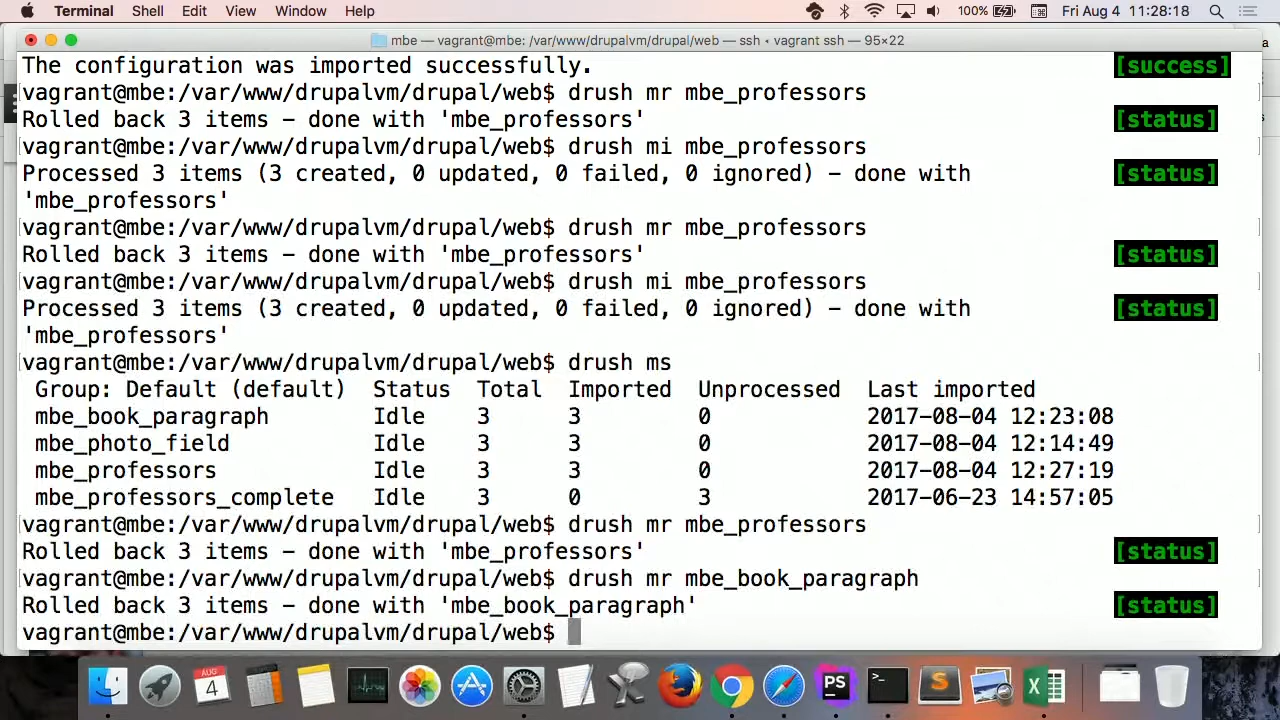 Terminal Shell Edit View Window Help 100% Fri Aug 4 11:28:18
mbe — vagrant@mbe: /var/www/drupalvm/drupal/web — ssh • vagrant ssh — 95×22
The configuration was imported successfully. [success]
vagrant@mbe:/var/www/drupalvm/drupal/web$ drush mr mbe_professors
Rolled back 3 items - done with 'mbe_professors' [status]
vagrant@mbe:/var/www/drupalvm/drupal/web$ drush mi mbe_professors
Processed 3 items (3 created, 0 updated, 0 failed, 0 ignored) - done with [status]
'mbe_professors'
vagrant@mbe:/var/www/drupalvm/drupal/web$ drush mr mbe_professors
Rolled back 3 items - done with 'mbe_professors' [status]
vagrant@mbe:/var/www/drupalvm/drupal/web$ drush mi mbe_professors
Processed 3 items (3 created, 0 updated, 0 failed, 0 ignored) - done with [status]
'mbe_professors'
vagrant@mbe:/var/www/drupalvm/drupal/web$ drush ms
Group: Default (default) Status Total Imported Unprocessed Last imported
mbe_book_paragraph Idle 3 3 0 2017-08-04 12:23:08
mbe_photo_field Idle 3 3 0 2017-08-04 12:14:49
mbe_professors Idle 3 3 0 2017-08-04 12:27:19
mbe_professors_complete Idle 3 0 3 2017-06-23 14:57:05
vagrant@mbe:/var/www/drupalvm/drupal/web$ drush mr mbe_professors
Rolled back 3 items - done with 'mbe_professors' [status]
vagrant@mbe:/var/www/drupalvm/drupal/web$ drush mr mbe_book_paragraph
Rolled back 3 items - done with 'mbe_book_paragraph' [status]
vagrant@mbe:/var/www/drupalvm/drupal/web$
AUG
4
PS
>_
S
X